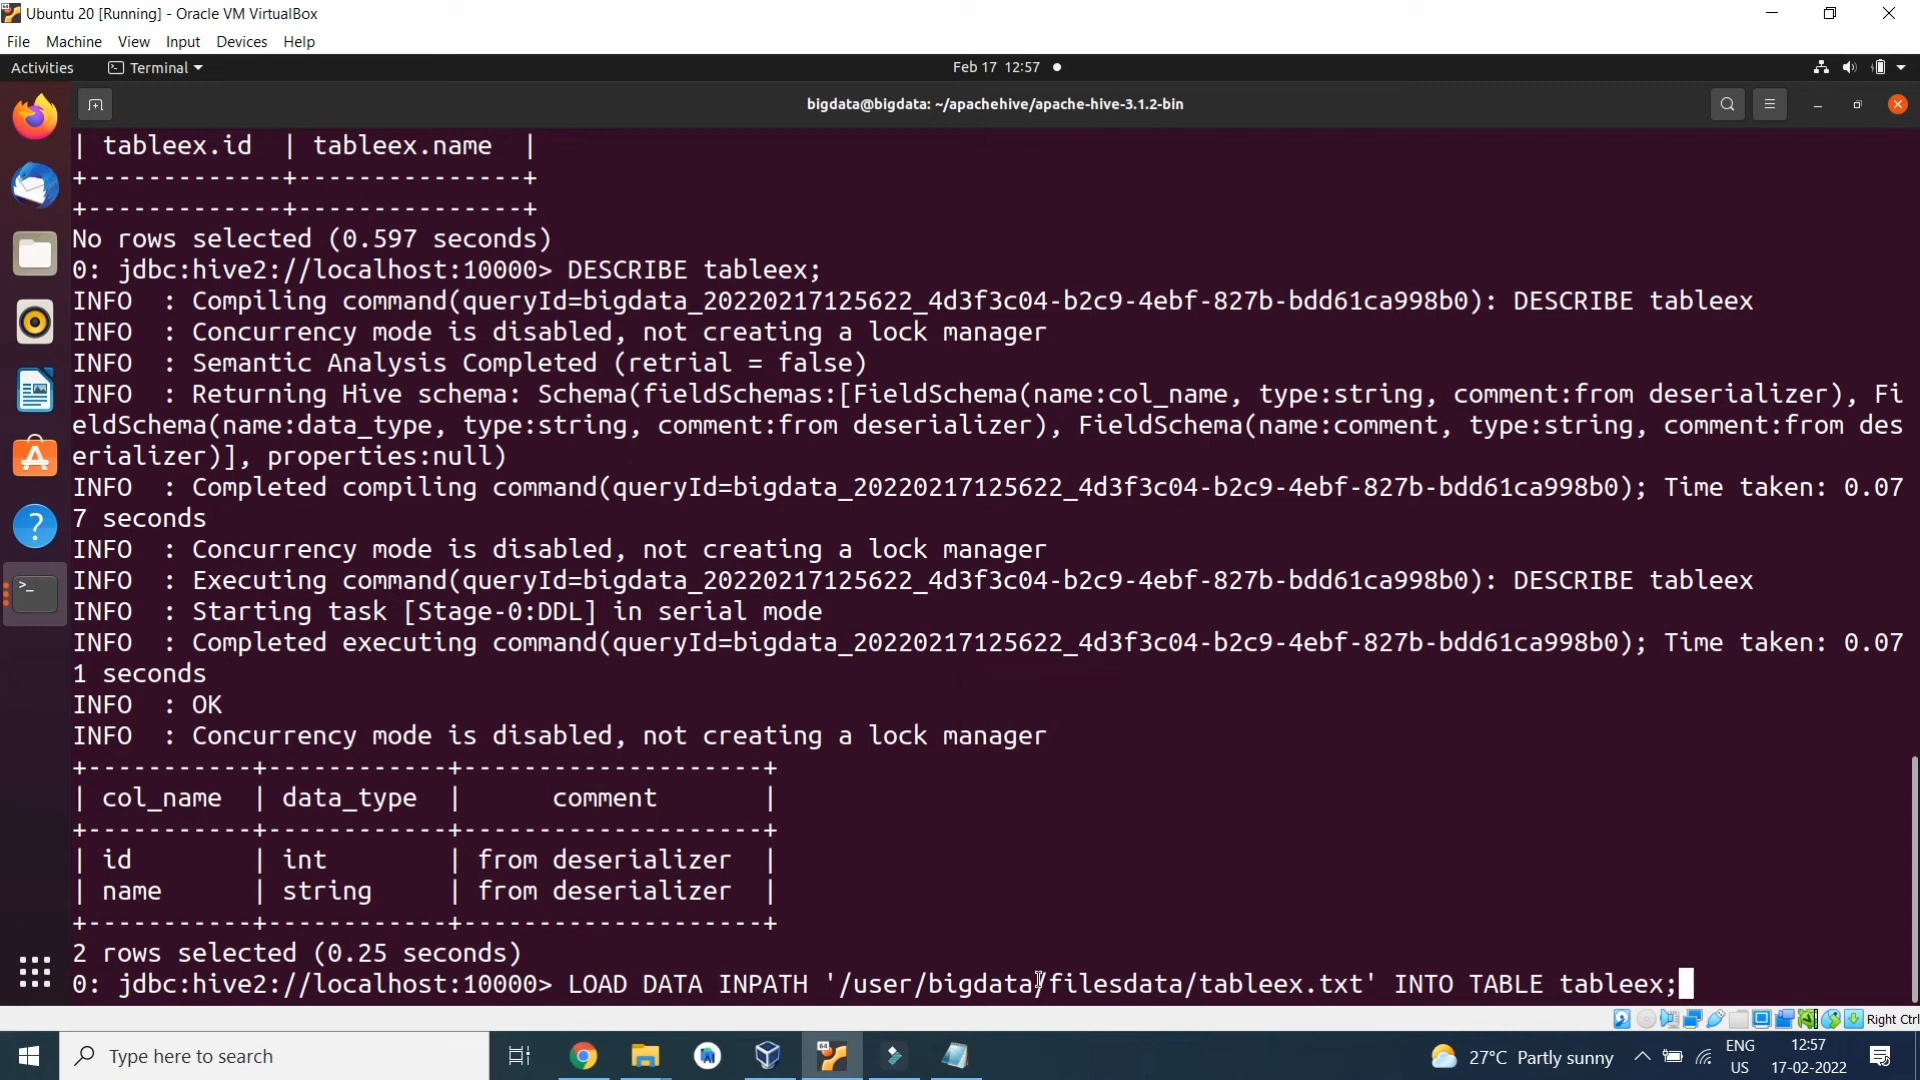 Ubuntu 20 [Running] - Oracle VM VirtualBox
File Machine View Input Devices Help
Activities Terminal Feb 17 12:57
bigdata@bigdata: ~/apachehive/apache-hive-3.1.2-bin
| tableex.id | tableex.name |
+-------------+---------------+
+-------------+---------------+
No rows selected (0.597 seconds)
0: jdbc:hive2://localhost:10000> DESCRIBE tableex;
INFO : Compiling command(queryId=bigdata_20220217125622_4d3f3c04-b2c9-4ebf-827b-bdd61ca998b0): DESCRIBE tableex
INFO : Concurrency mode is disabled, not creating a lock manager
INFO : Semantic Analysis Completed (retrial = false)
INFO : Returning Hive schema: Schema(fieldSchemas:[FieldSchema(name:col_name, type:string, comment:from deserializer), Fi
eldSchema(name:data_type, type:string, comment:from deserializer), FieldSchema(name:comment, type:string, comment:from des
erializer)], properties:null)
INFO : Completed compiling command(queryId=bigdata_20220217125622_4d3f3c04-b2c9-4ebf-827b-bdd61ca998b0); Time taken: 0.07
7 seconds
INFO : Concurrency mode is disabled, not creating a lock manager
INFO : Executing command(queryId=bigdata_20220217125622_4d3f3c04-b2c9-4ebf-827b-bdd61ca998b0): DESCRIBE tableex
INFO : Starting task [Stage-0:DDL] in serial mode
INFO : Completed executing command(queryId=bigdata_20220217125622_4d3f3c04-b2c9-4ebf-827b-bdd61ca998b0); Time taken: 0.07
1 seconds
INFO : OK
INFO : Concurrency mode is disabled, not creating a lock manager
+-----------+------------+--------------------+
| col_name | data_type | comment |
+-----------+------------+--------------------+
| id | int | from deserializer |
| name | string | from deserializer |
+-----------+------------+--------------------+
2 rows selected (0.25 seconds)
0: jdbc:hive2://localhost:10000> LOAD DATA INPATH '/user/bigdata/filesdata/tableex.txt' INTO TABLE tableex;
Right Ctrl
Type here to search
27°C Partly sunny
ENG
US
12:57
17-02-2022